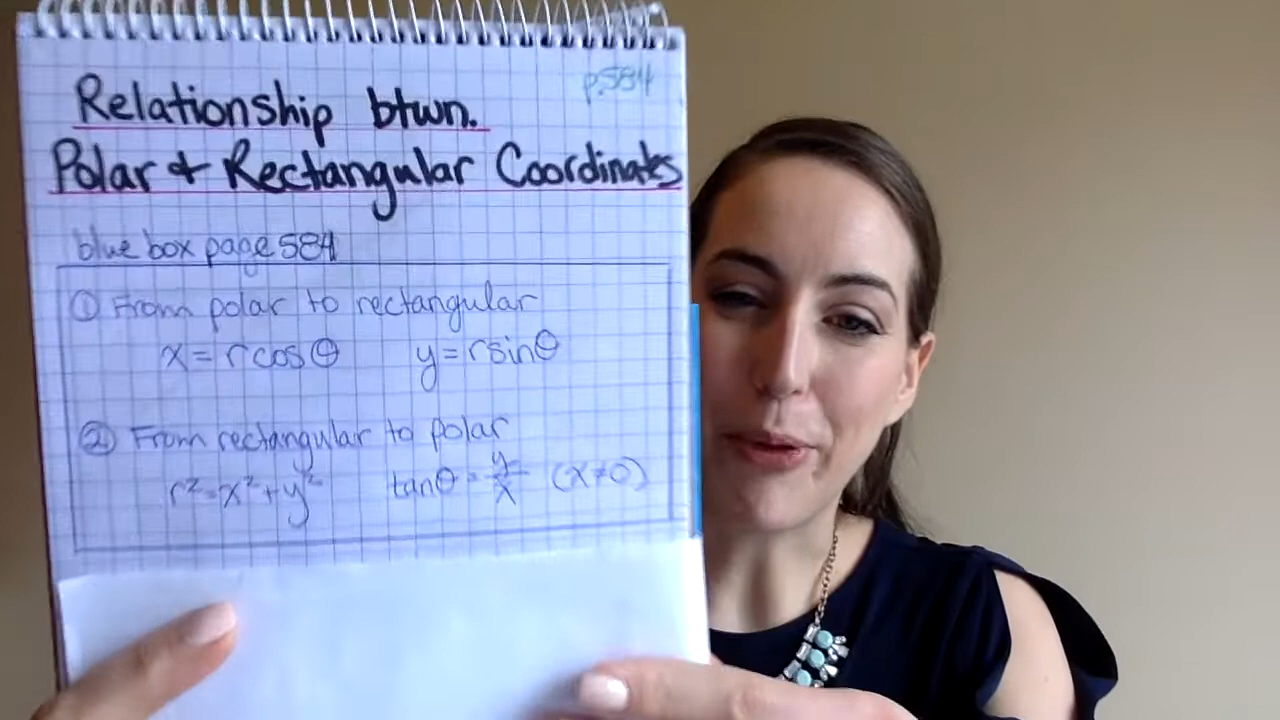 p.584
Relationship btwn.
Polar & Rectangular Coordinates
blue box page 584
① From polar to rectangular
x = r cos θ y = r sin θ
② From rectangular to polar
r² = x² + y² tan θ = y/x (x ≠ 0)